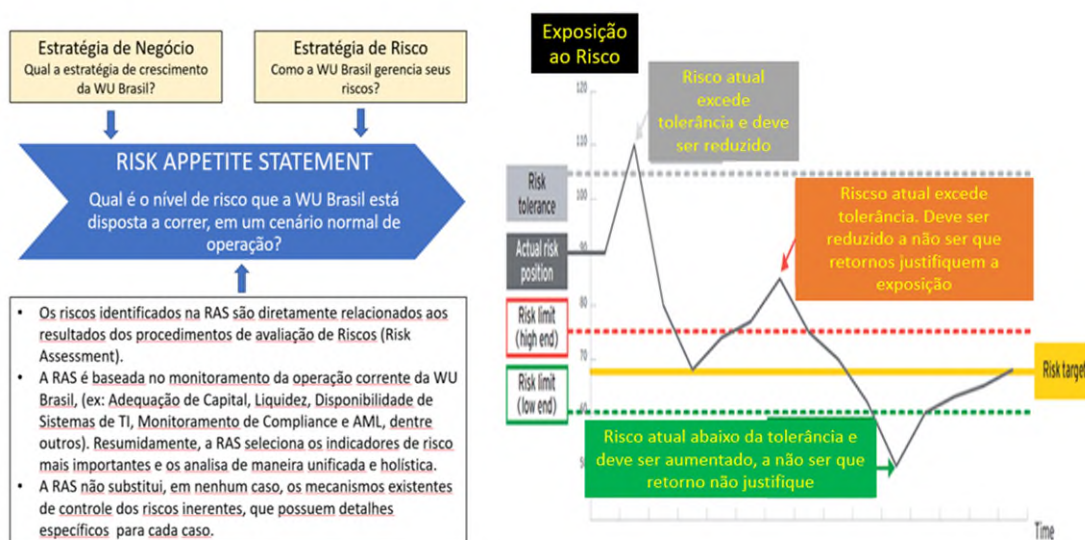 Estratégia de Negócio
Qual a estratégia de crescimento
da WU Brasil?
Estratégia de Risco
Como a WU Brasil gerencia seus
riscos?
RISK APPETITE STATEMENT
Qual é o nível de risco que a WU Brasil está
disposta a correr, em um cenário normal de
operação?
• Os riscos identificados na RAS são diretamente relacionados aos
resultados dos procedimentos de avaliação de Riscos (Risk
Assessment).
• A RAS é baseada no monitoramento da operação corrente da WU
Brasil, (ex: Adequação de Capital, Liquidez, Disponibilidade de
Sistemas de TI, Monitoramento de Compliance e AML, dentre
outros). Resumidamente, a RAS seleciona os indicadores de risco
mais importantes e os analisa de maneira unificada e holística.
• A RAS não substitui, em nenhum caso, os mecanismos existentes
de controle dos riscos inerentes, que possuem detalhes
específicos para cada caso.
Exposição
ao Risco
120
Risco atual
excede
tolerância e deve
ser reduzido
110
Risk
tolerance
100
Riscso atual excede
tolerância. Deve ser
reduzido a não ser que
retornos justifiquem a
exposição
Actual risk
position
80
Risk limit
(high end)
70
Risk target
Risk limit
(low end)
60
Risco atual abaixo da tolerância e
deve ser aumentado, a não ser que
retorno não justifique
50
Time